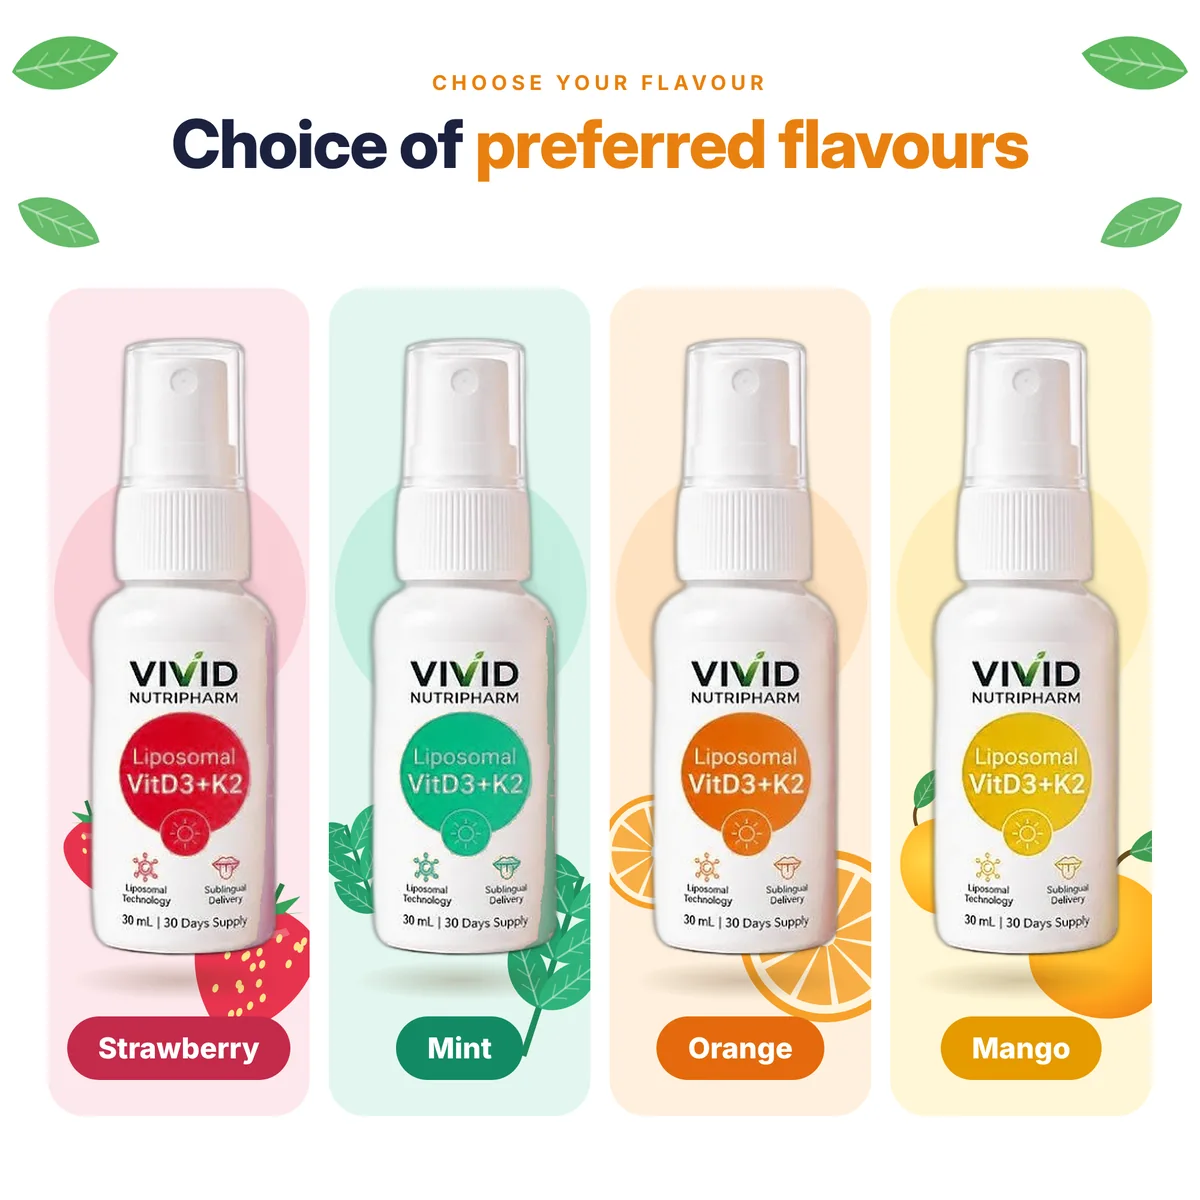 CHOOSE YOUR FLAVOUR
Choice of preferred flavours
VIVID
NUTRIPHARM
Liposomal
VitD3+K2
Liposomal
Technology
Sublingual
Delivery
30 mL | 30 Days Supply
Strawberry
VIVID
NUTRIPHARM
Liposomal
VitD3+K2
Liposomal
Technology
Sublingual
Delivery
30 mL | 30 Days Supply
Mint
VIVID
NUTRIPHARM
Liposomal
VitD3+K2
Liposomal
Technology
Sublingual
Delivery
30 mL | 30 Days Supply
Orange
VIVID
NUTRIPHARM
Liposomal
VitD3+K2
Liposomal
Technology
Sublingual
Delivery
30 mL | 30 Days Supply
Mango